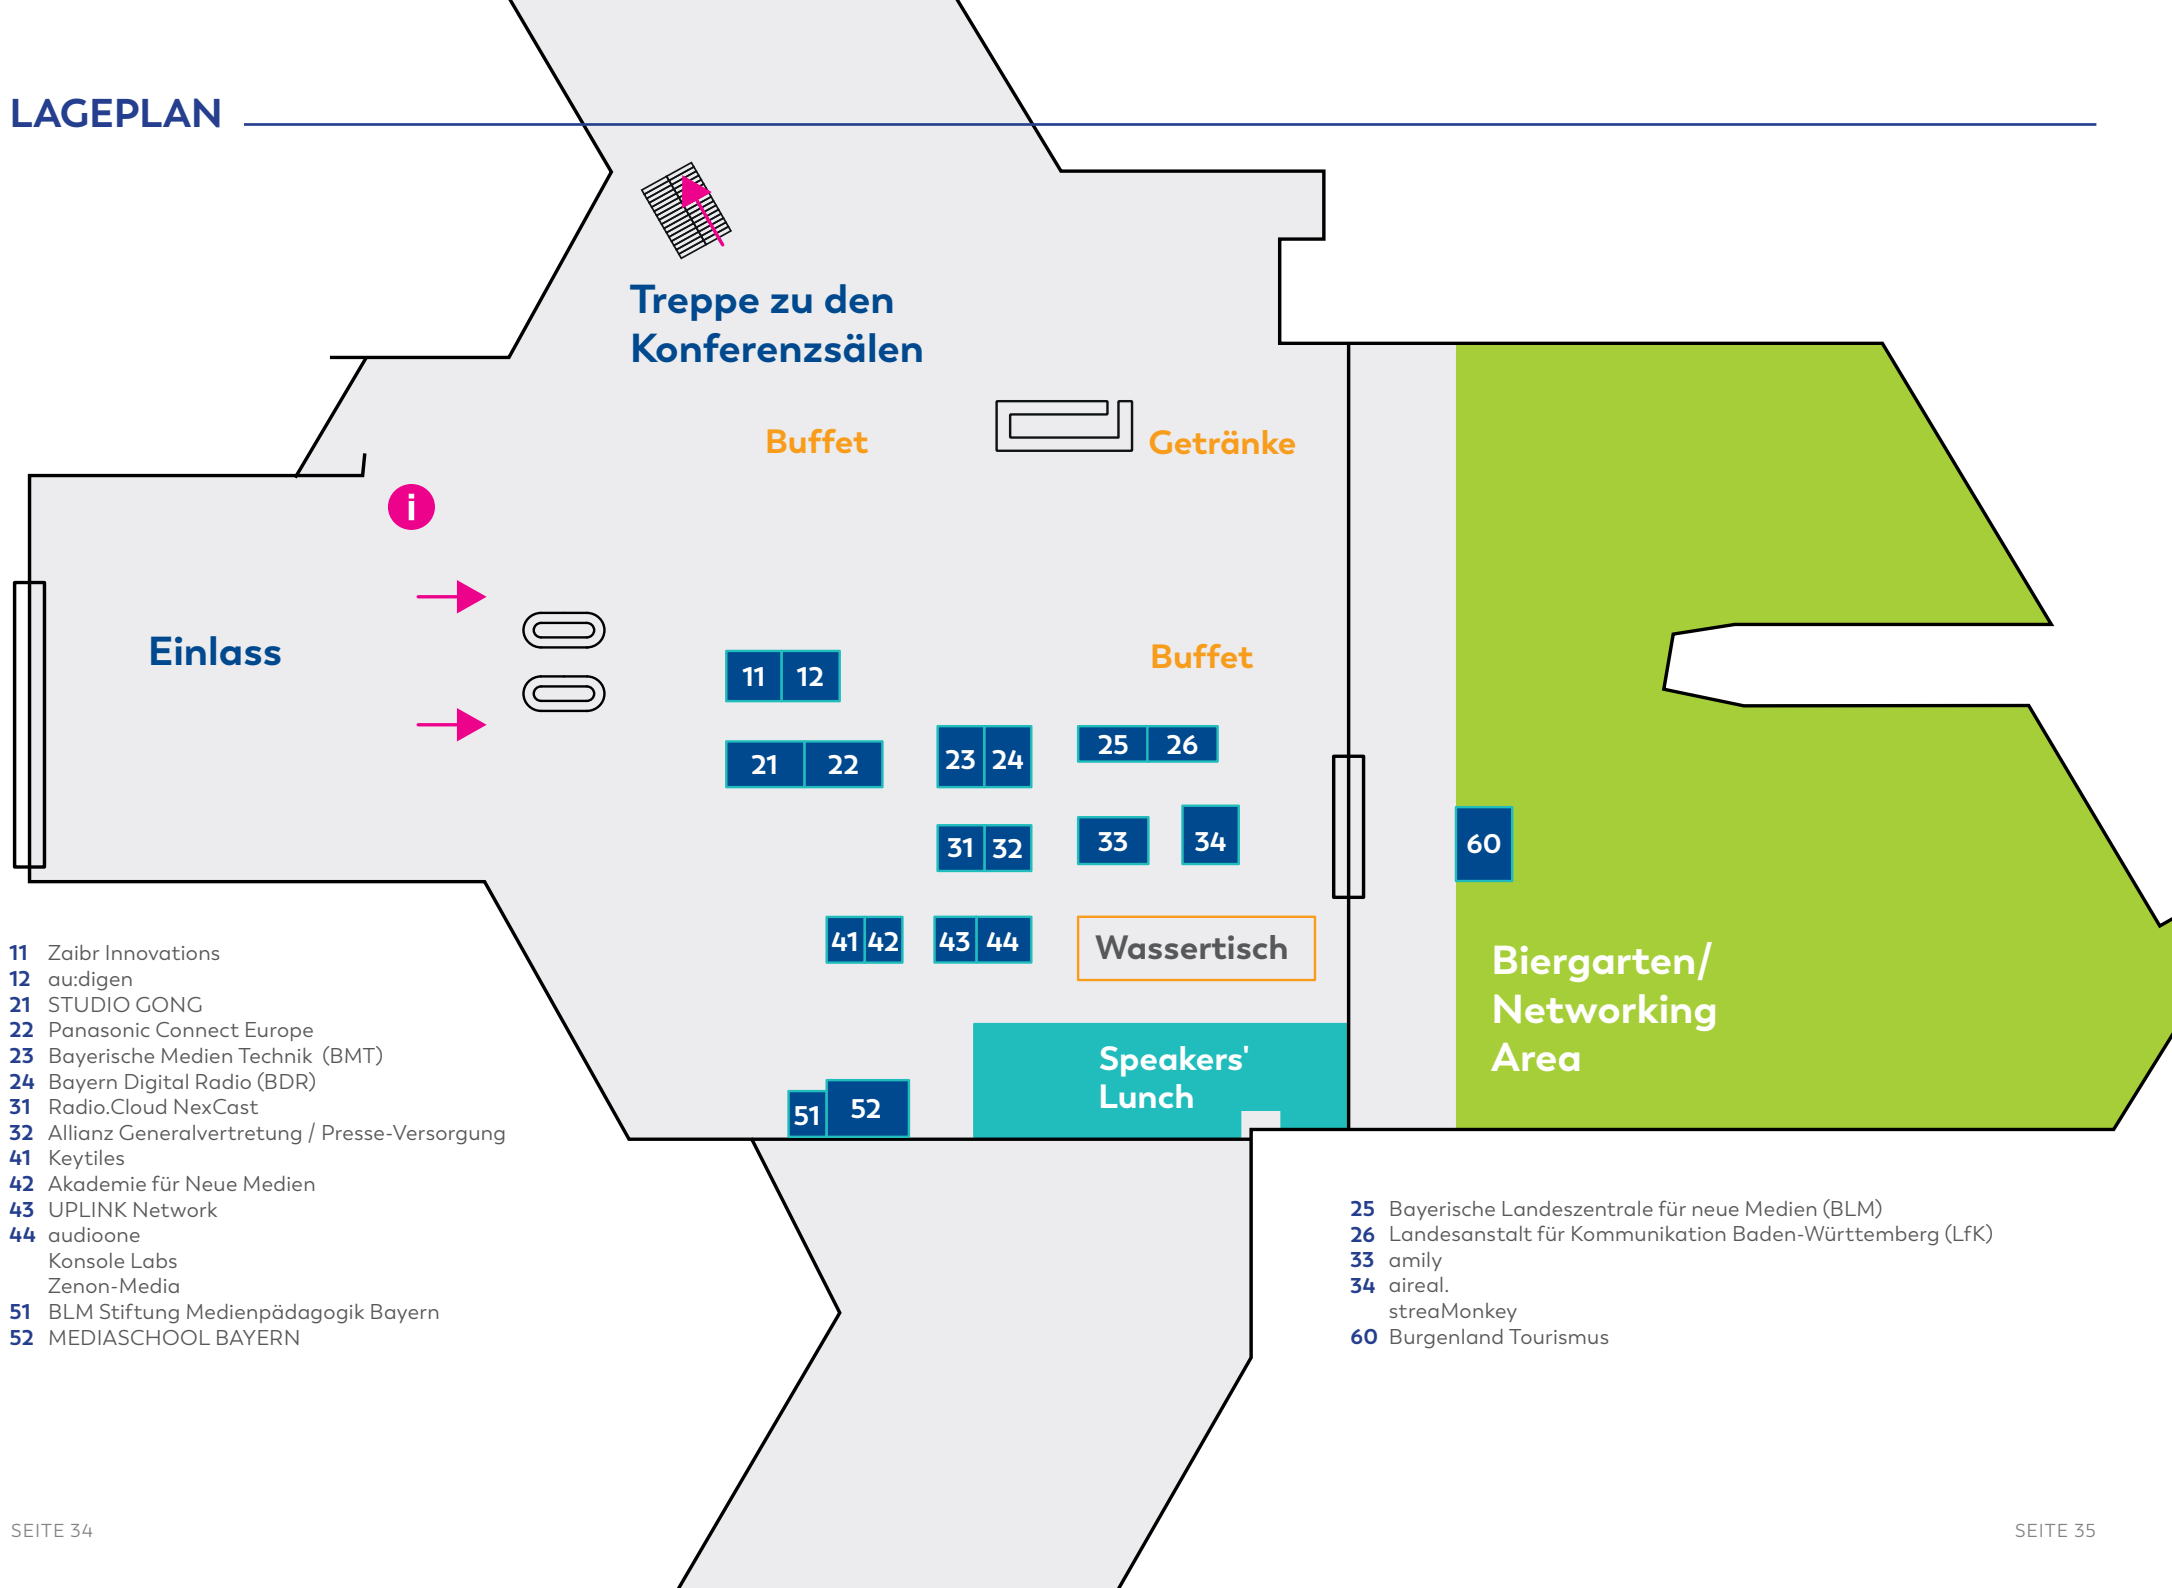 LAGEPLAN
Treppe zu den
Konferenzsälen
Buffet
Getränke
i
Einlass
Buffet
11 12
21 22
23 24
25 26
31 32
33
34
60
41 42
43 44
Wassertisch
Biergarten/
Networking
Area
Speakers'
Lunch
51 52
11 Zaibr Innovations
12 au:digen
21 STUDIO GONG
22 Panasonic Connect Europe
23 Bayerische Medien Technik (BMT)
24 Bayern Digital Radio (BDR)
31 Radio.Cloud NexCast
32 Allianz Generalvertretung / Presse-Versorgung
41 Keytiles
42 Akademie für Neue Medien
43 UPLINK Network
44 audioone
Konsole Labs
Zenon-Media
51 BLM Stiftung Medienpädagogik Bayern
52 MEDIASCHOOL BAYERN
25 Bayerische Landeszentrale für neue Medien (BLM)
26 Landesanstalt für Kommunikation Baden-Württemberg (LfK)
33 amily
34 aireal.
streaMonkey
60 Burgenland Tourismus
SEITE 34
SEITE 35